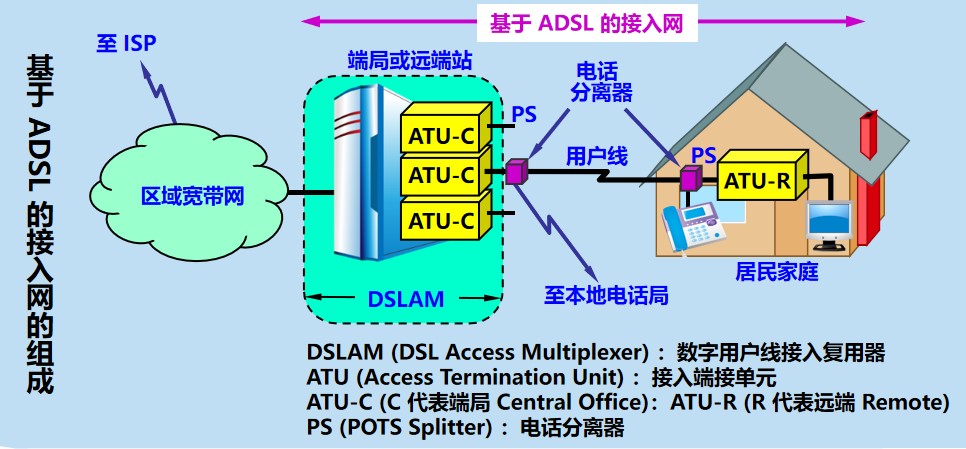 基于 ADSL 的接入网的组成
基于 ADSL 的接入网
至 ISP
端局或远端站
电话
分离器
PS
ATU-C
ATU-C
ATU-C
用户线
PS
ATU-R
区域宽带网
居民家庭
至本地电话局
DSLAM
DSLAM (DSL Access Multiplexer) ：数字用户线接入复用器
ATU (Access Termination Unit) ：接入端接单元
ATU-C (C 代表端局 Central Office)：ATU-R (R 代表远端 Remote)
PS (POTS Splitter) ：电话分离器